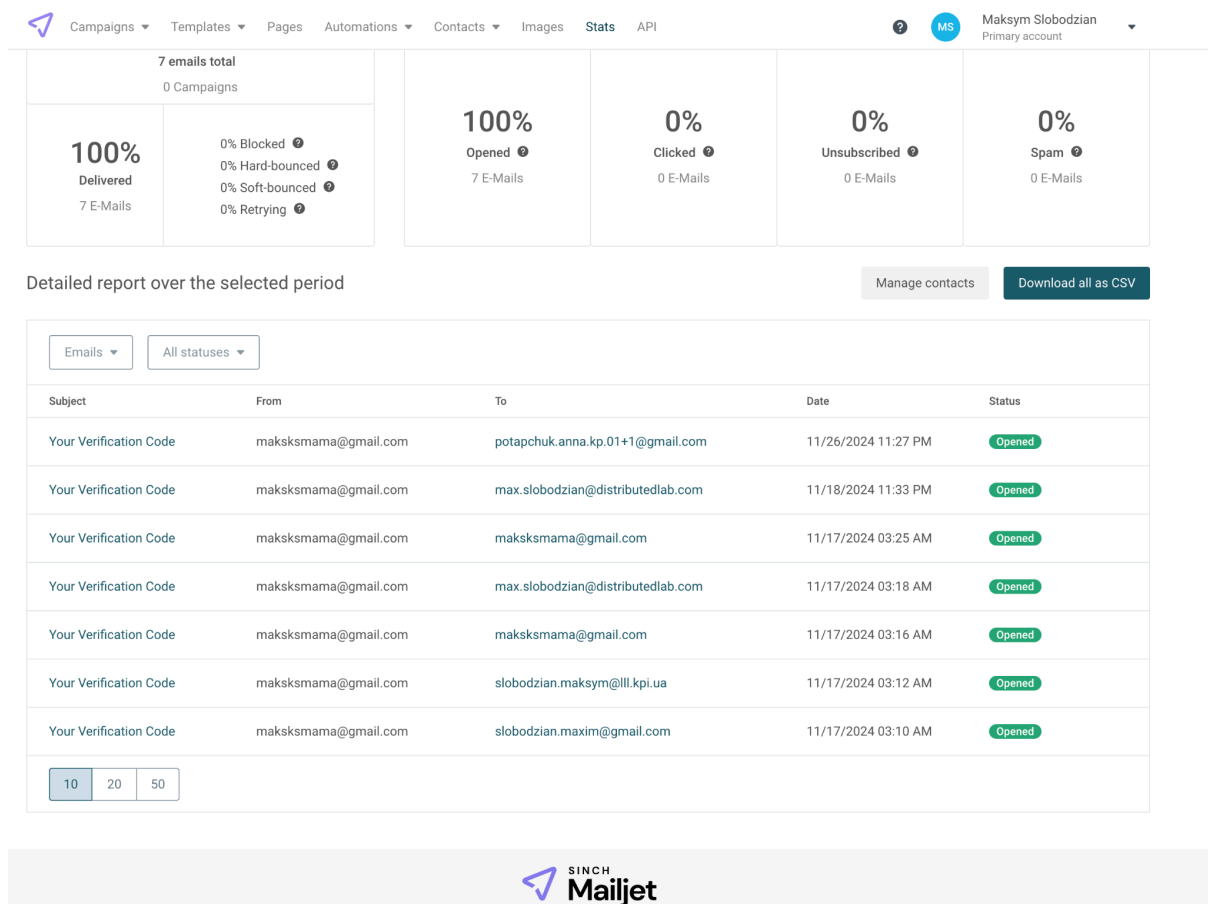 Campaigns Templates Pages Automations Contacts Images Stats API ? MS Maksym Slobodzian
Primary account
7 emails total
0 Campaigns
100%
Delivered
7 E-Mails
0% Blocked ?
0% Hard-bounced ?
0% Soft-bounced ?
0% Retrying ?
100%
Opened ?
7 E-Mails
0%
Clicked ?
0 E-Mails
0%
Unsubscribed ?
0 E-Mails
0%
Spam ?
0 E-Mails
Detailed report over the selected period Manage contacts Download all as CSV
Emails All statuses
Subject From To Date Status
Your Verification Code maksksmama@gmail.com potapchuk.anna.kp.01+1@gmail.com 11/26/2024 11:27 PM Opened
Your Verification Code maksksmama@gmail.com max.slobodzian@distributedlab.com 11/18/2024 11:33 PM Opened
Your Verification Code maksksmama@gmail.com maksksmama@gmail.com 11/17/2024 03:25 AM Opened
Your Verification Code maksksmama@gmail.com max.slobodzian@distributedlab.com 11/17/2024 03:18 AM Opened
Your Verification Code maksksmama@gmail.com maksksmama@gmail.com 11/17/2024 03:16 AM Opened
Your Verification Code maksksmama@gmail.com slobodzian.maksym@lll.kpi.ua 11/17/2024 03:12 AM Opened
Your Verification Code maksksmama@gmail.com slobodzian.maxim@gmail.com 11/17/2024 03:10 AM Opened
10 20 50
SINCH
Mailjet